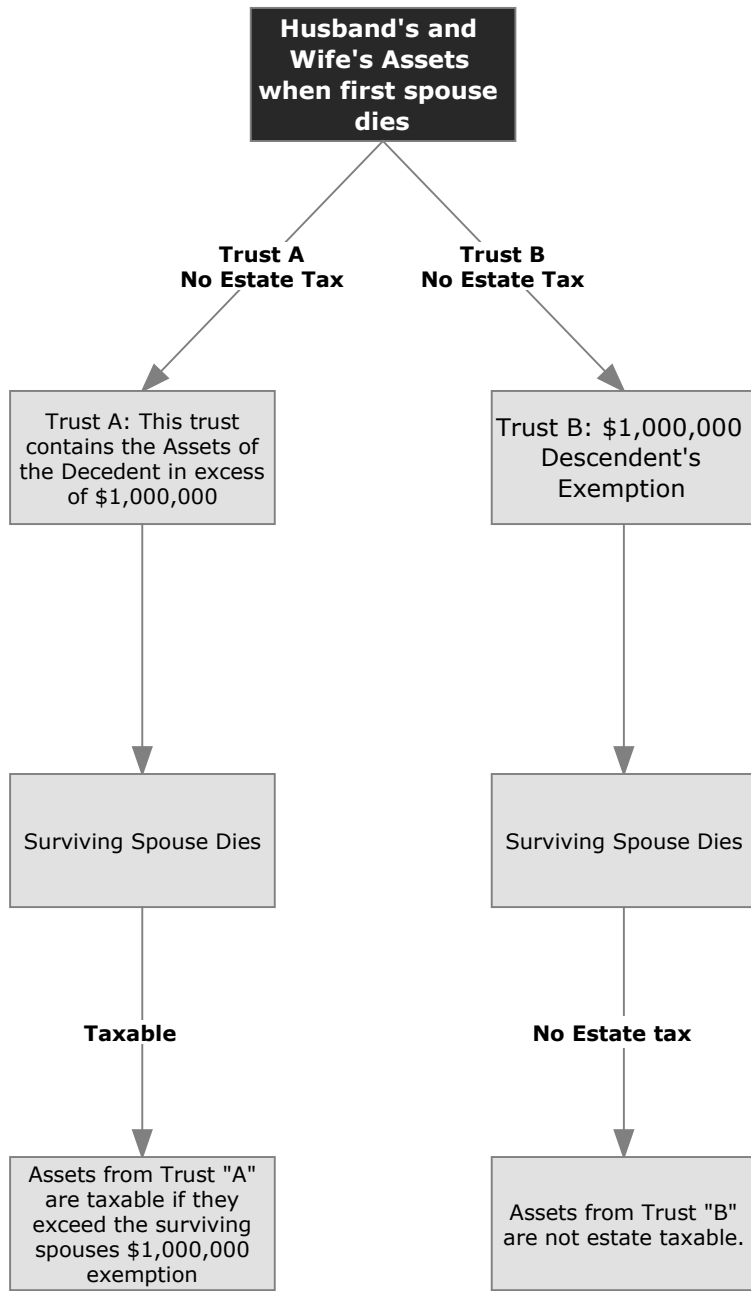 Husband's and
Wife's Assets
when first spouse
dies
Trust A
No Estate Tax
Trust B
No Estate Tax
Trust A: This trust
contains the Assets of
the Decedent in excess
of $1,000,000
Trust B: $1,000,000
Descendent's
Exemption
Surviving Spouse Dies
Surviving Spouse Dies
Taxable
No Estate tax
Assets from Trust "A"
are taxable if they
exceed the surviving
spouses $1,000,000
exemption
Assets from Trust "B"
are not estate taxable.